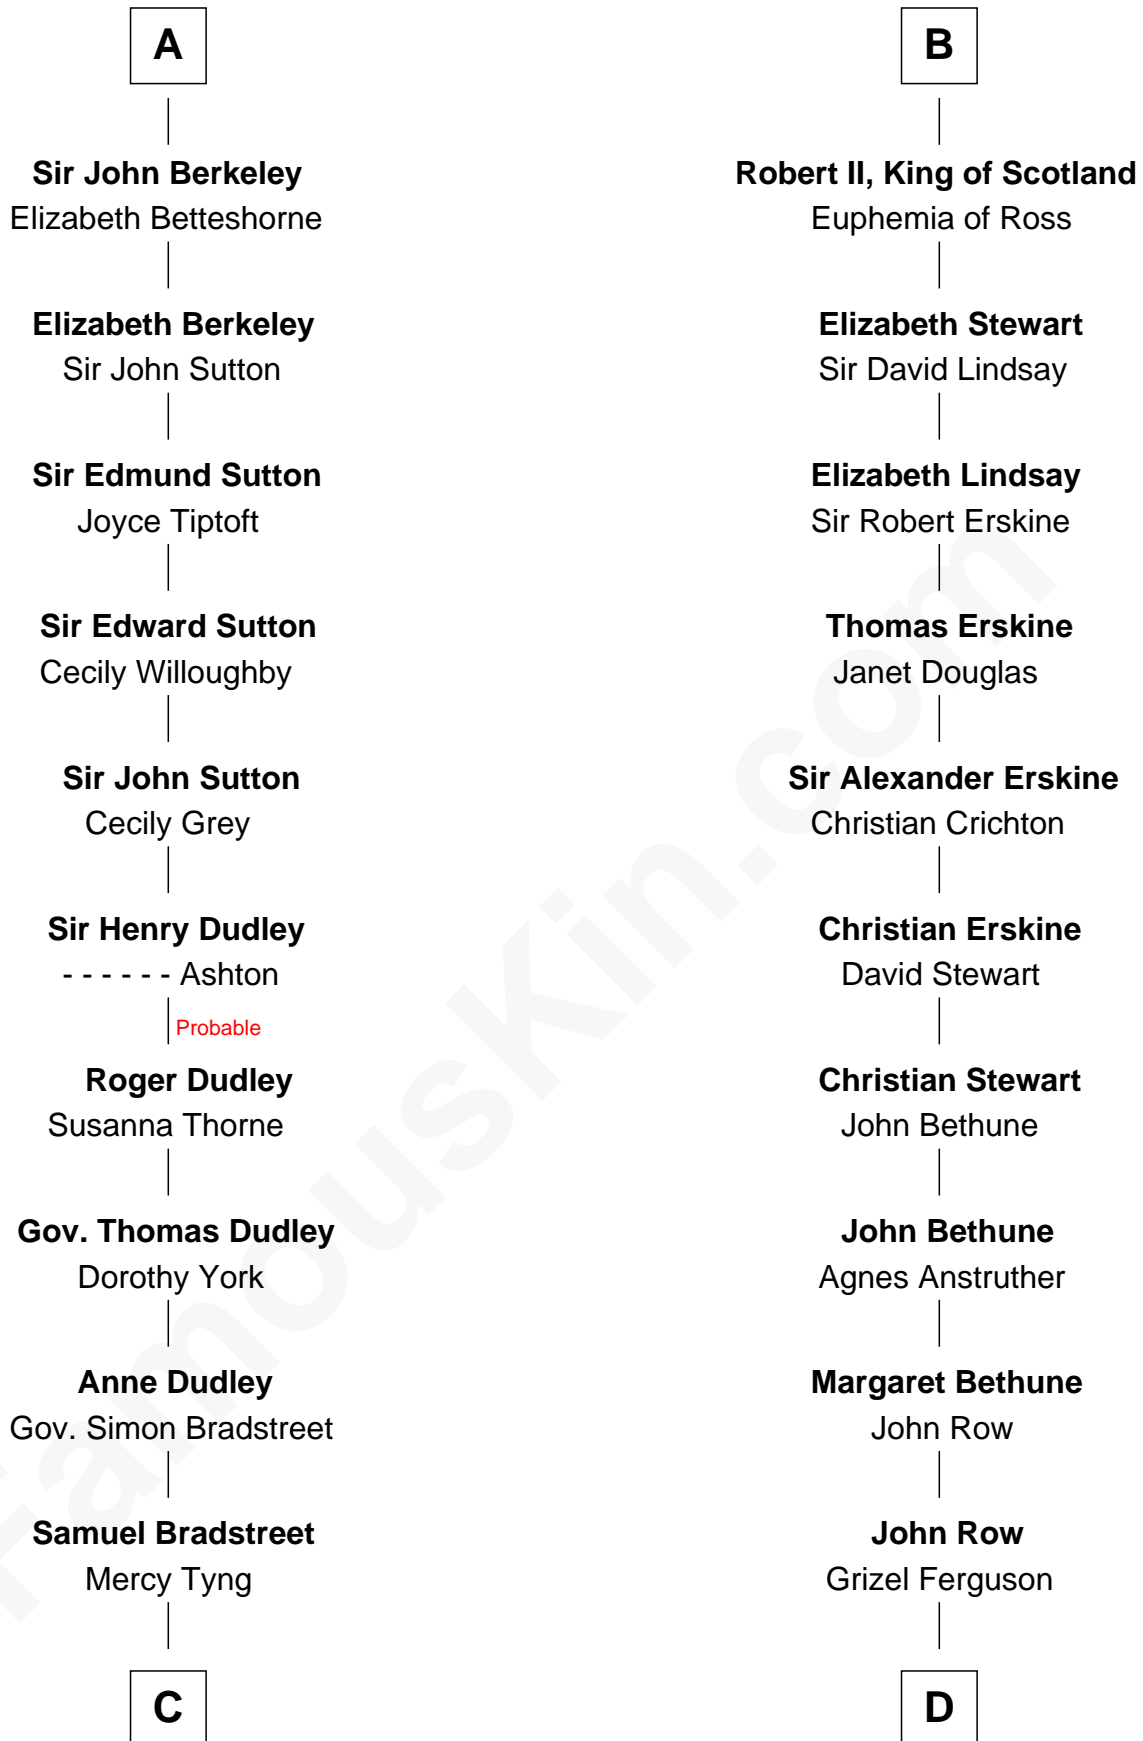 A
Sir John Berkeley
Elizabeth Betteshorne
Elizabeth Berkeley
Sir John Sutton
Sir Edmund Sutton
Joyce Tiptoft
Sir Edward Sutton
Cecily Willoughby
Sir John Sutton
Cecily Grey
Sir Henry Dudley
- - - - - - Ashton
Probable
Roger Dudley
Susanna Thorne
Gov. Thomas Dudley
Dorothy York
Anne Dudley
Gov. Simon Bradstreet
Samuel Bradstreet
Mercy Tyng
C
B
Robert II, King of Scotland
Euphemia of Ross
Elizabeth Stewart
Sir David Lindsay
Elizabeth Lindsay
Sir Robert Erskine
Thomas Erskine
Janet Douglas
Sir Alexander Erskine
Christian Crichton
Christian Erskine
David Stewart
Christian Stewart
John Bethune
John Bethune
Agnes Anstruther
Margaret Bethune
John Row
John Row
Grizel Ferguson
D
FamousKin.com